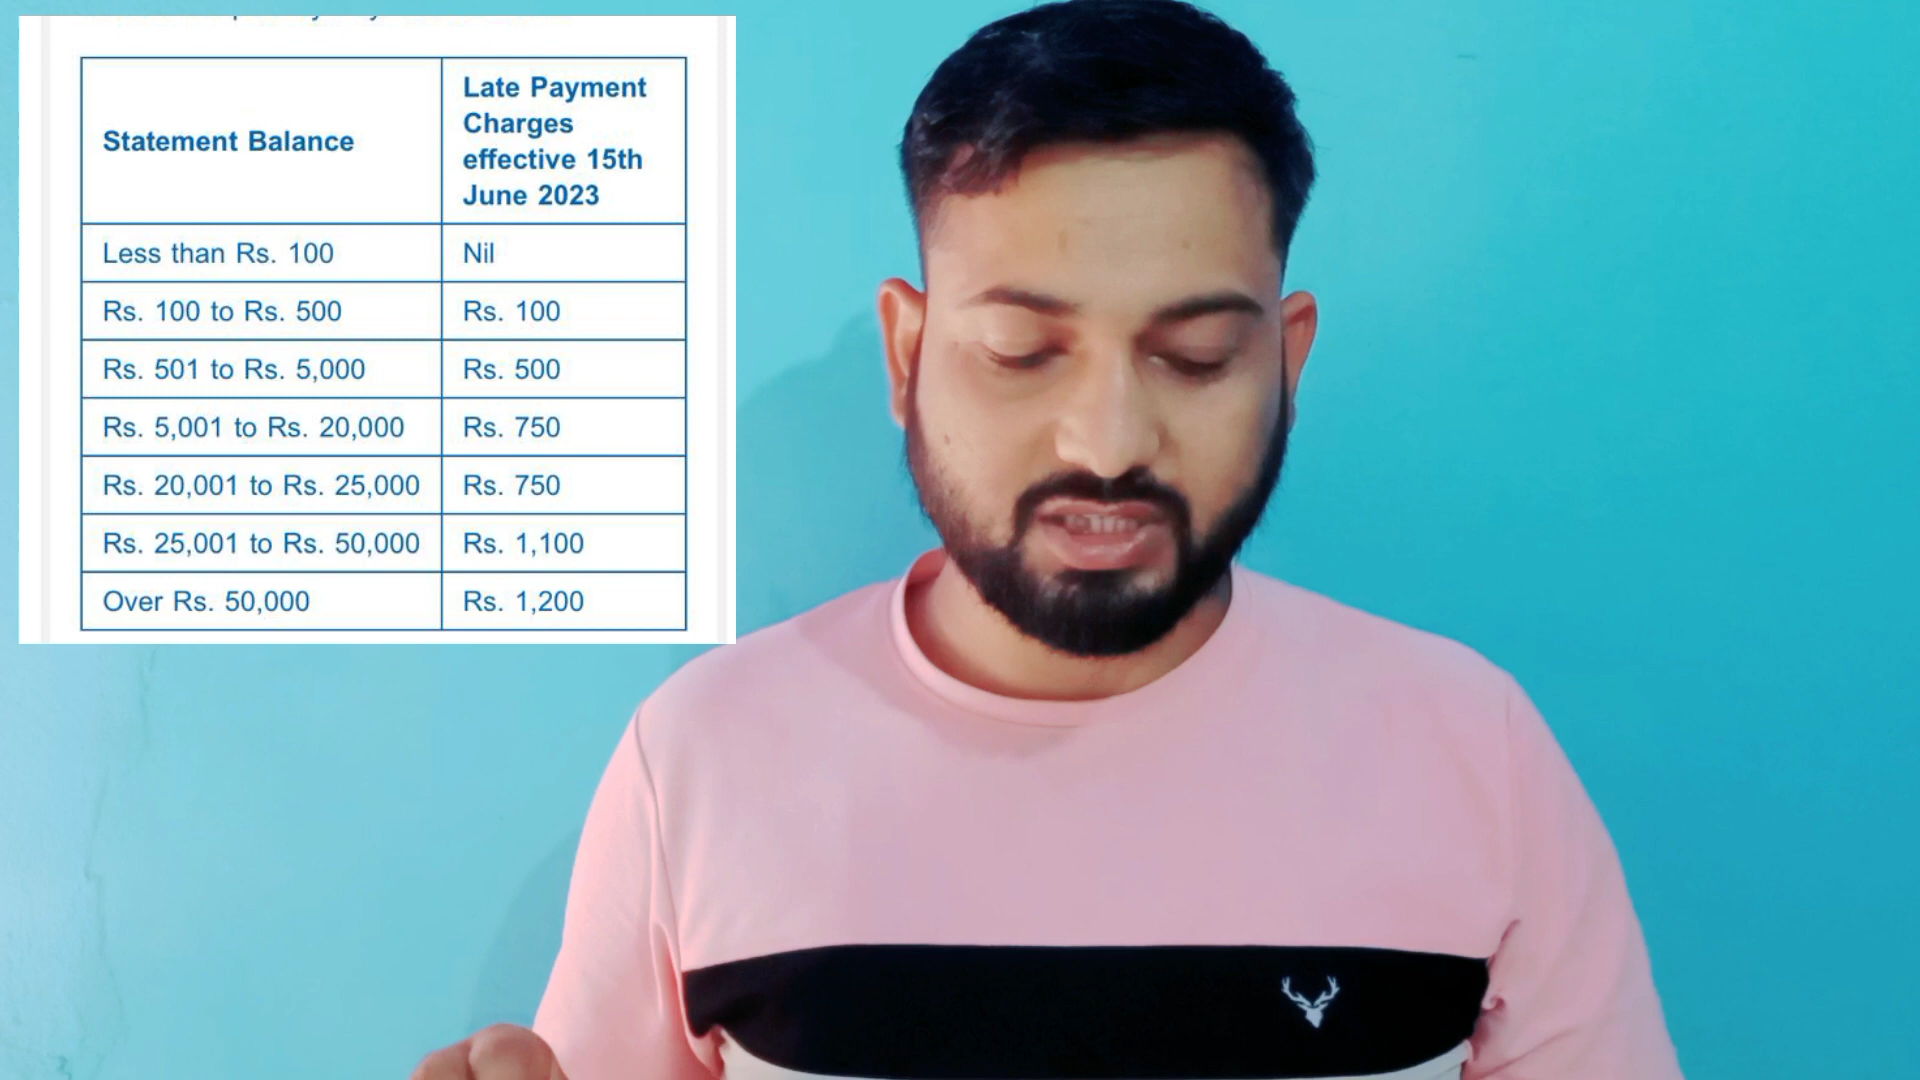 Statement Balance
Late Payment
Charges
effective 15th
June 2023
Less than Rs. 100 Nil
Rs. 100 to Rs. 500 Rs. 100
Rs. 501 to Rs. 5,000 Rs. 500
Rs. 5,001 to Rs. 20,000 Rs. 750
Rs. 20,001 to Rs. 25,000 Rs. 750
Rs. 25,001 to Rs. 50,000 Rs. 1,100
Over Rs. 50,000 Rs. 1,200